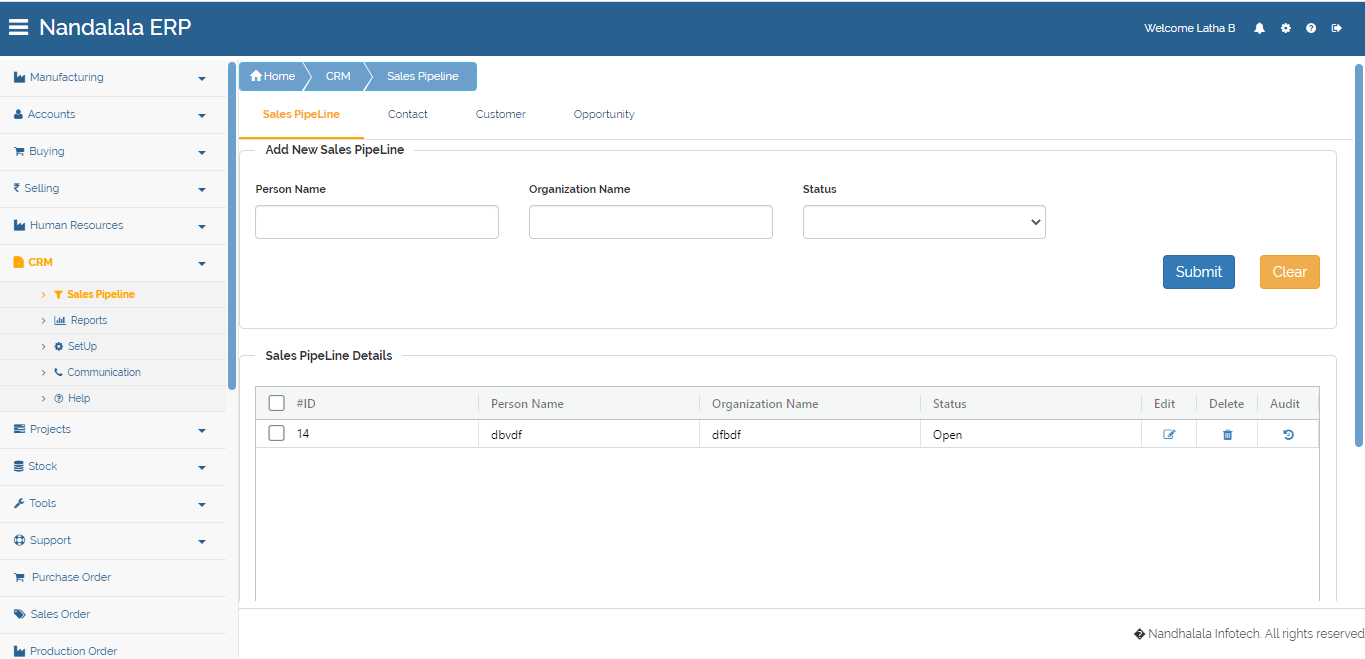 Nandalala ERP
Welcome Latha B
Manufacturing
Accounts
Buying
Selling
Human Resources
CRM
Sales Pipeline
Reports
SetUp
Communication
Help
Projects
Stock
Tools
Support
Purchase Order
Sales Order
Production Order
Home CRM Sales Pipeline
Sales PipeLine Contact Customer Opportunity
Add New Sales PipeLine
Person Name Organization Name Status
Submit Clear
Sales PipeLine Details
#ID Person Name Organization Name Status Edit Delete Audit
14 dbvdf dfbdf Open
� Nandhalala Infotech. All rights reserved